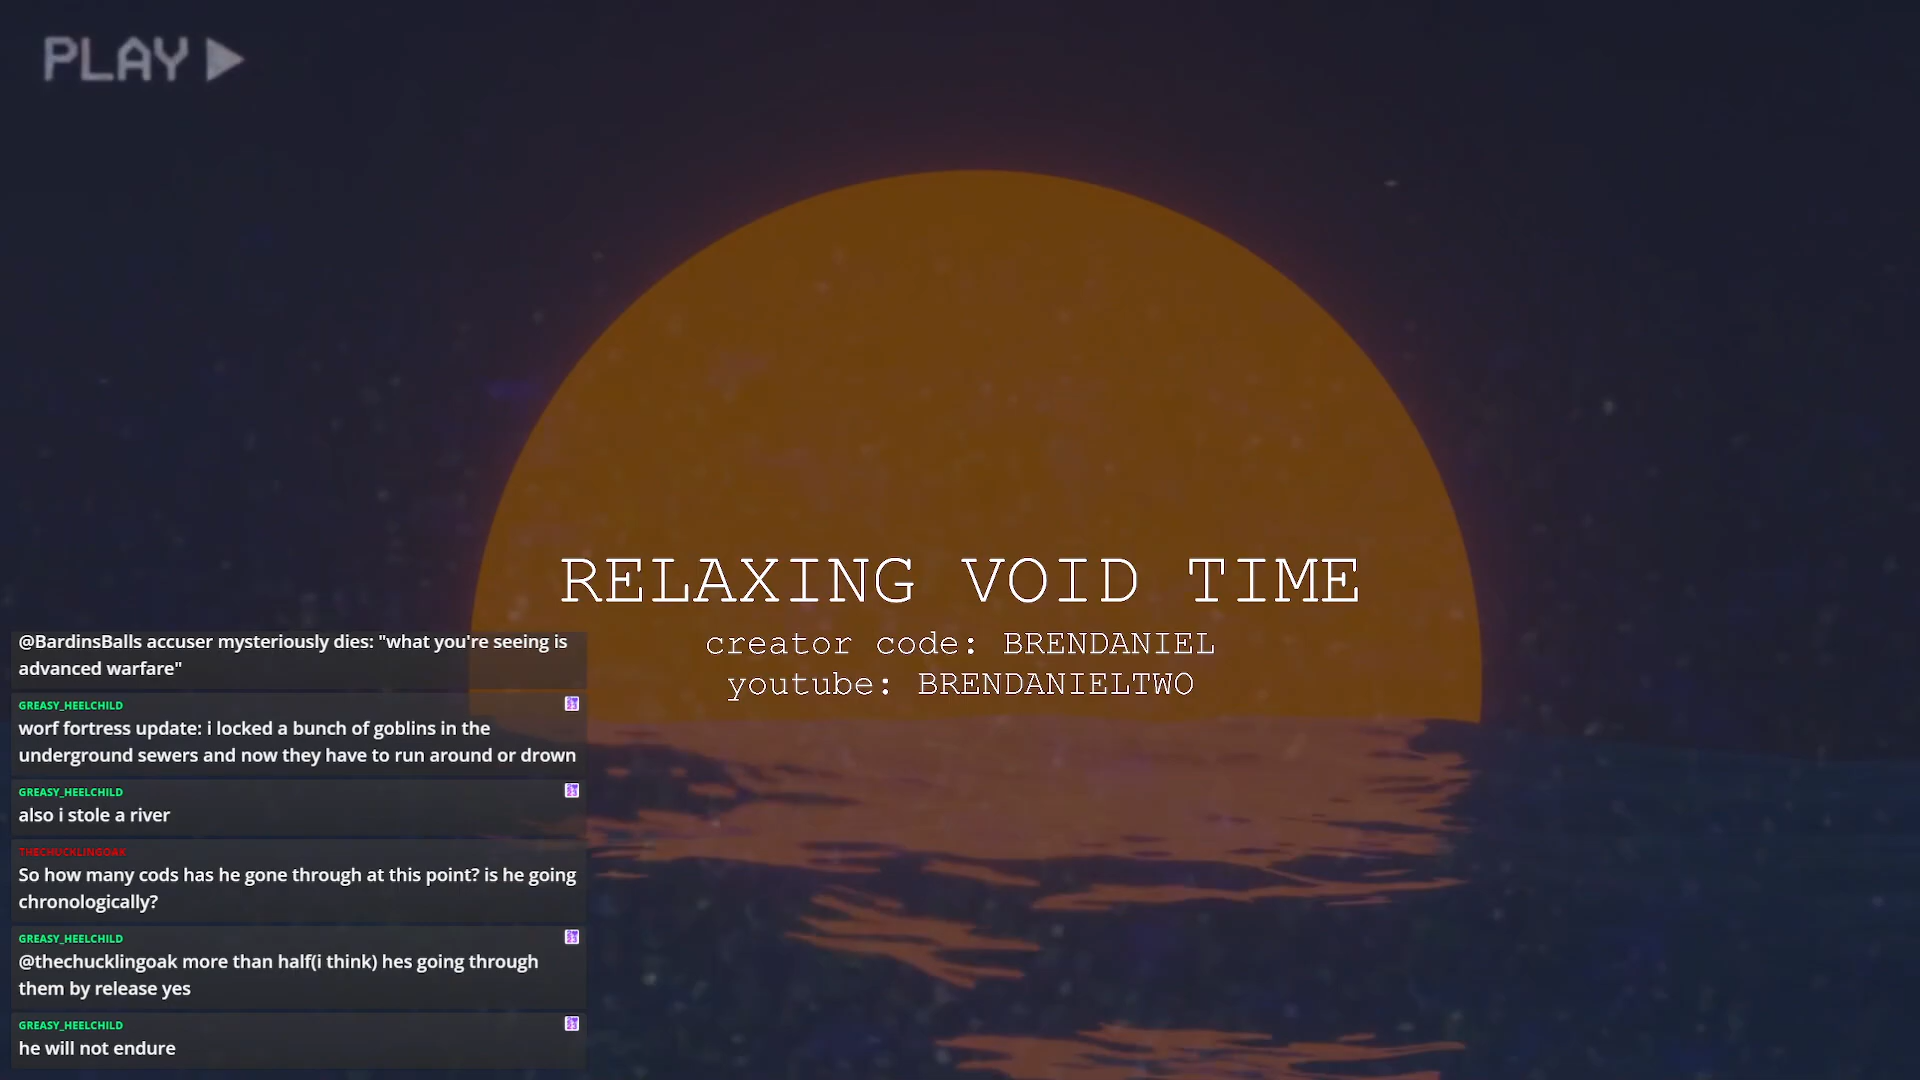 PLAY
RELAXING VOID TIME
creator code: BRENDANIEL
youtube: BRENDANIELTWO
@BardinsBalls accuser mysteriously dies: "what you're seeing is
advanced warfare"
GREASY_HEELCHILD
worf fortress update: i locked a bunch of goblins in the
underground sewers and now they have to run around or drown
GREASY_HEELCHILD
also i stole a river
THECHUCKLINGOAK
So how many cods has he gone through at this point? is he going
chronologically?
GREASY_HEELCHILD
@thechucklingoak more than half(i think) hes going through
them by release yes
GREASY_HEELCHILD
he will not endure